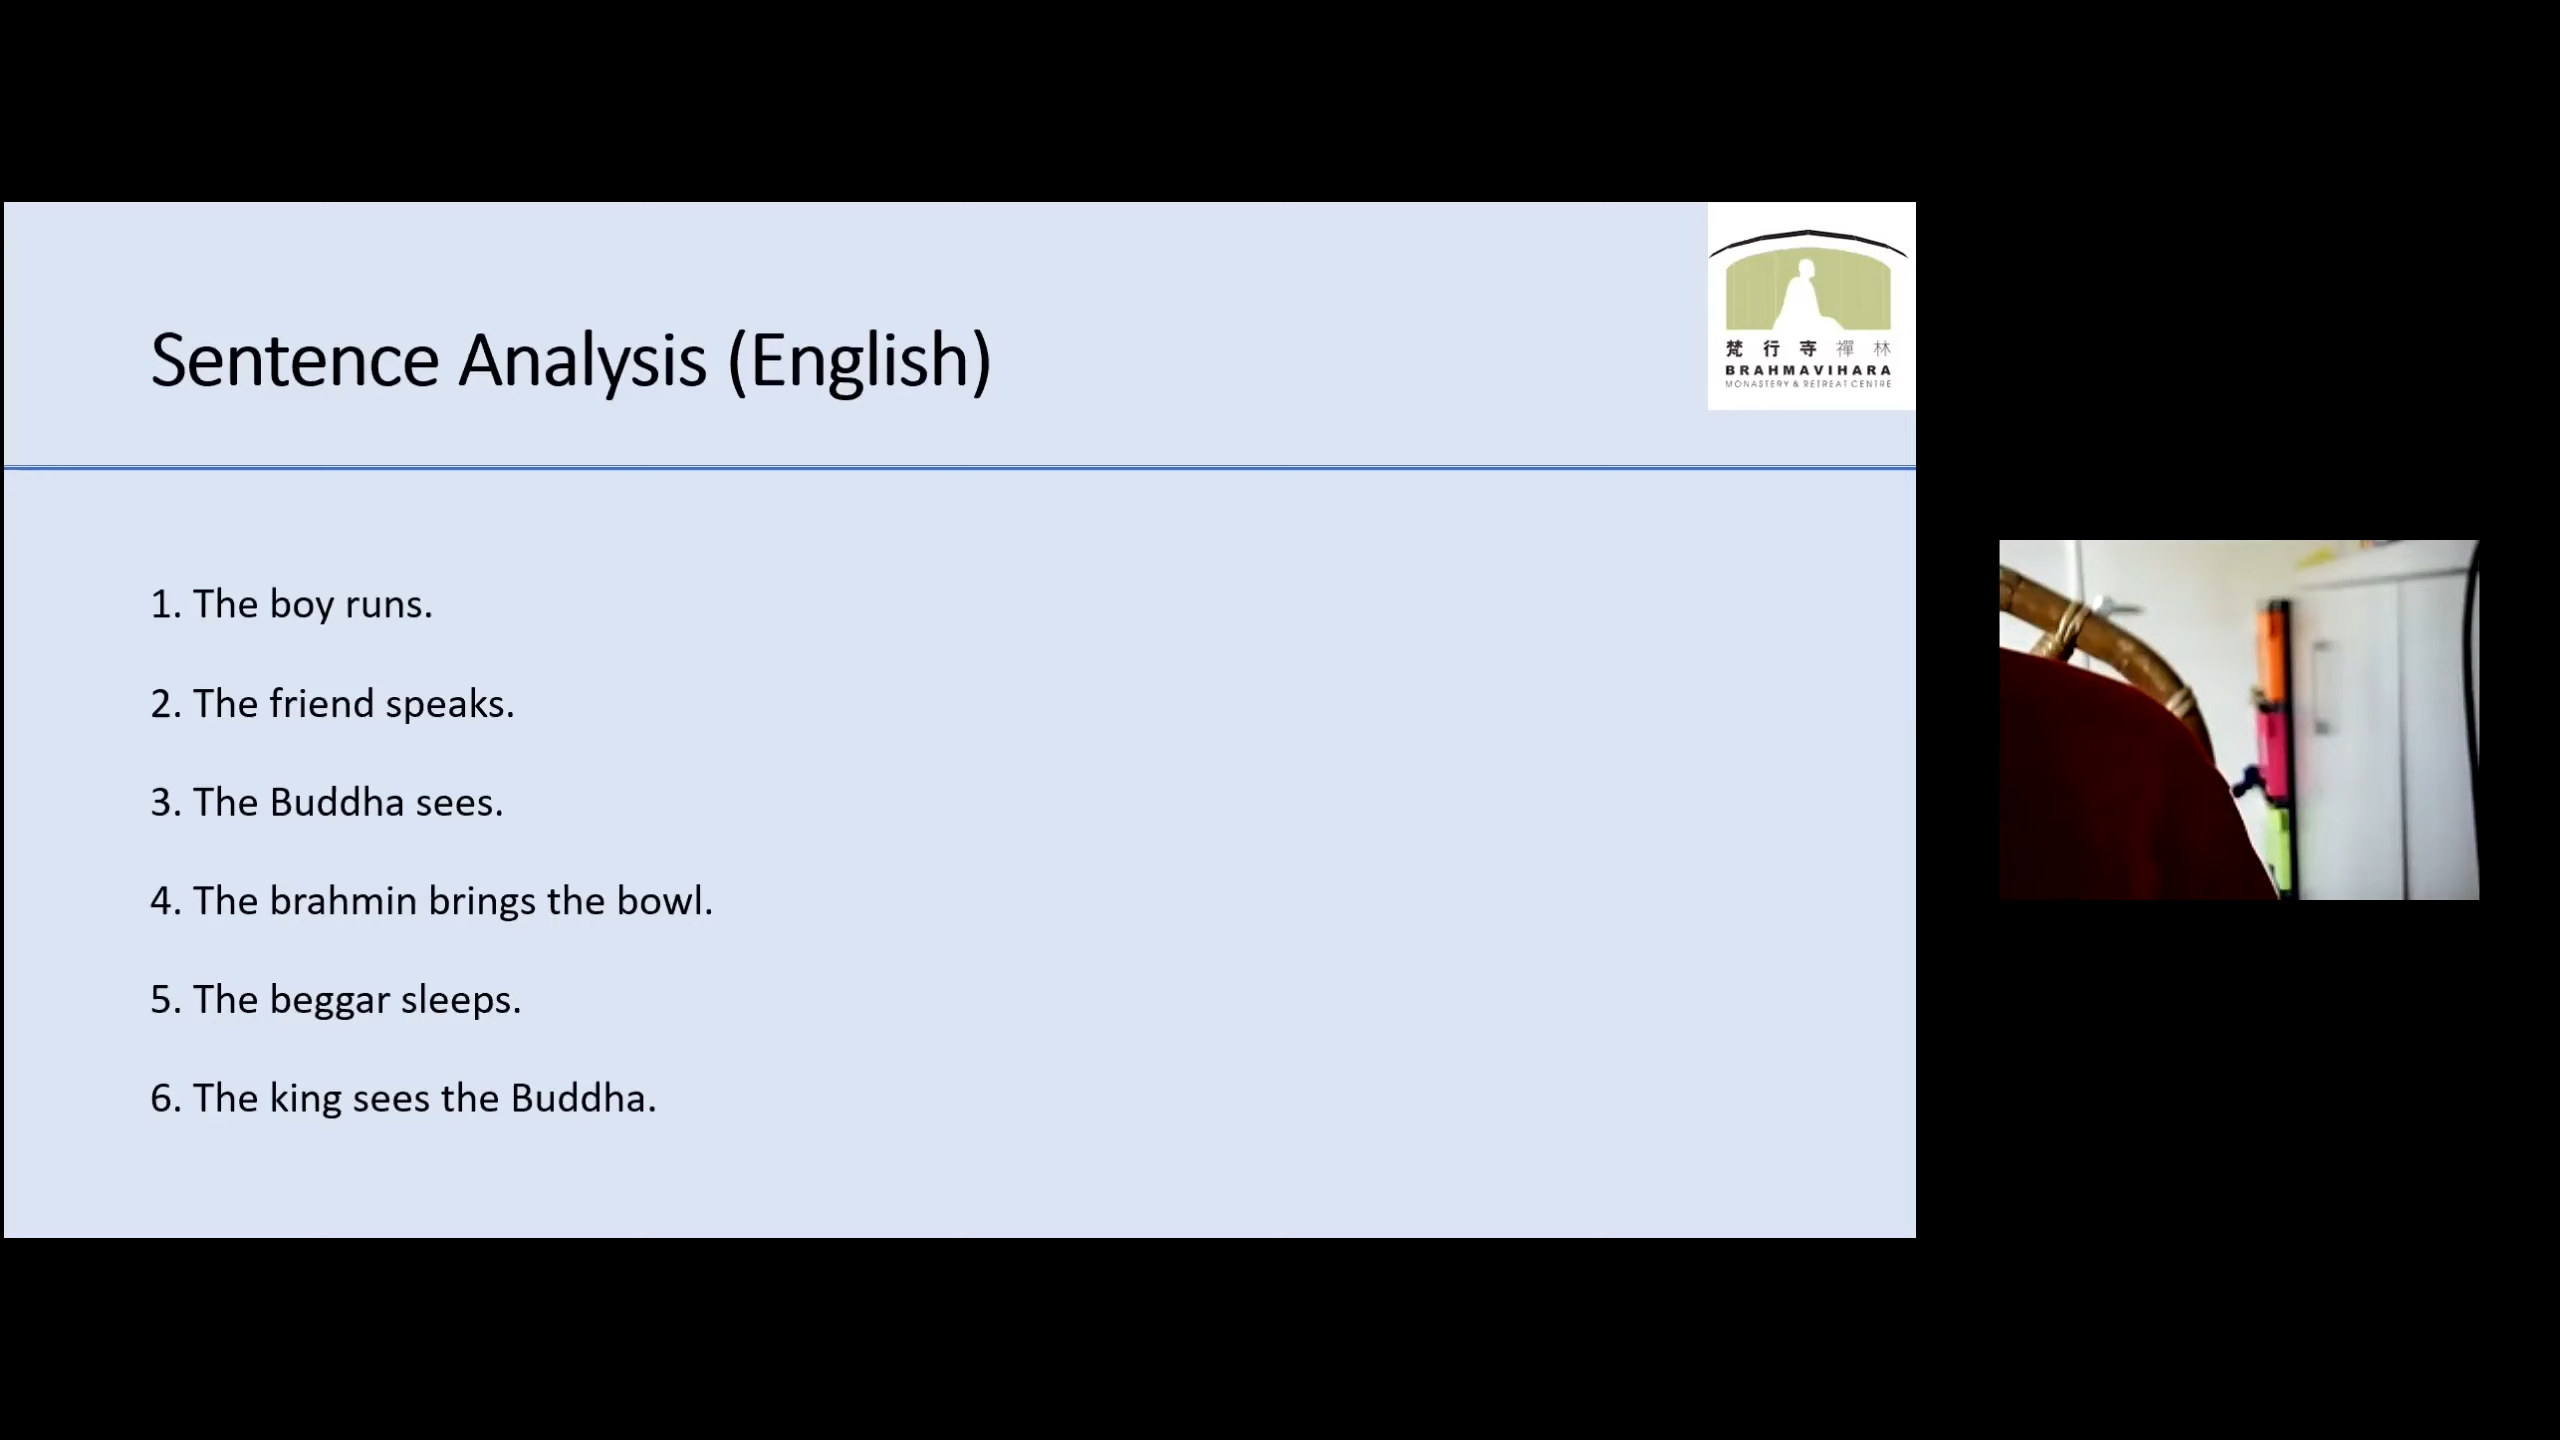 Sentence Analysis (English)
梵行寺禪林
BRAHMAVIHARA
MONASTERY & RETREAT CENTRE
1. The boy runs.
2. The friend speaks.
3. The Buddha sees.
4. The brahmin brings the bowl.
5. The beggar sleeps.
6. The king sees the Buddha.